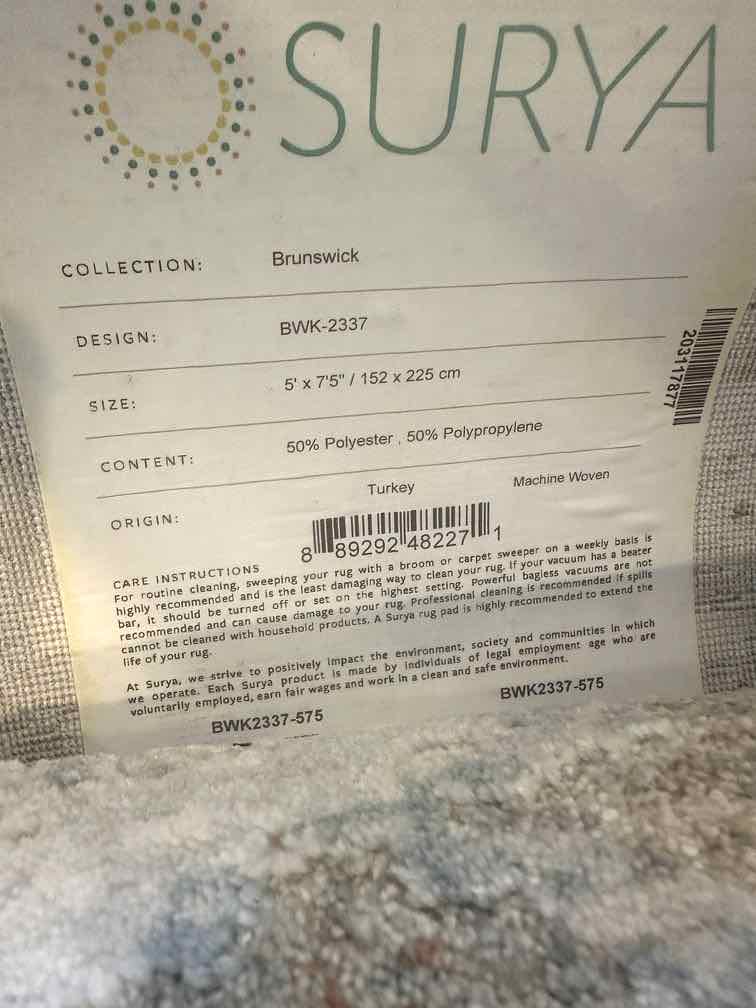 SURYA
COLLECTION: Brunswick
DESIGN: BWK-2337
SIZE: 5' x 7'5" / 152 x 225 cm
CONTENT: 50% Polyester , 50% Polypropylene
ORIGIN: Turkey Machine Woven
203117877
8 89292 48227 1
CARE INSTRUCTIONS
For routine cleaning, sweeping your rug with a broom or carpet sweeper on a weekly basis is
highly recommended and is the least damaging way to clean your rug. If your vacuum has a beater
bar, it should be turned off or set on the highest setting. Powerful bagless vacuums are not
recommended and can cause damage to your rug. Professional cleaning is recommended if spills
cannot be cleaned with household products. A Surya rug pad is highly recommended to extend the
life of your rug.
At Surya, we strive to positively impact the environment, society and communities in which
we operate. Each Surya product is made by individuals of legal employment age who are
voluntarily employed, earn fair wages and work in a clean and safe environment.
BWK2337-575 BWK2337-575